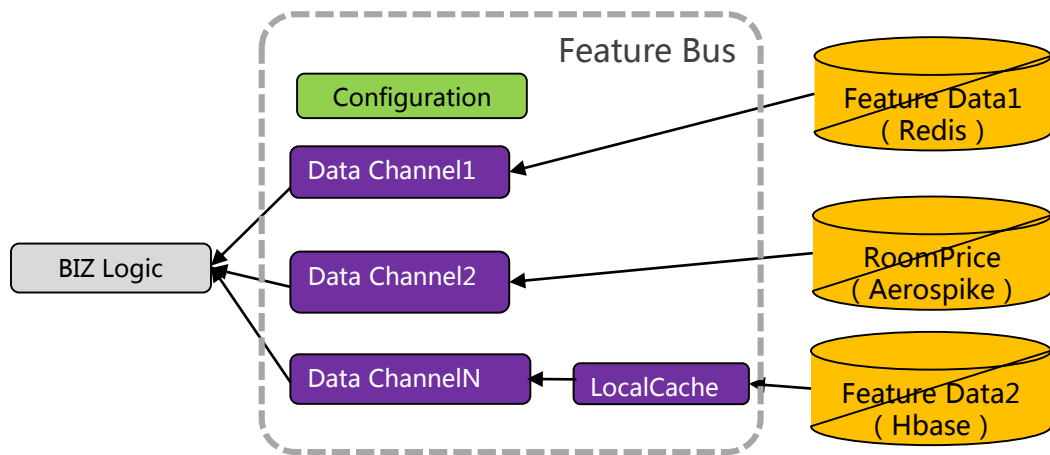 Feature Bus
Configuration
Data Channel1
Data Channel2
Data ChannelN
LocalCache
BIZ Logic
Feature Data1
( Redis )
RoomPrice
( Aerospike )
Feature Data2
( Hbase )